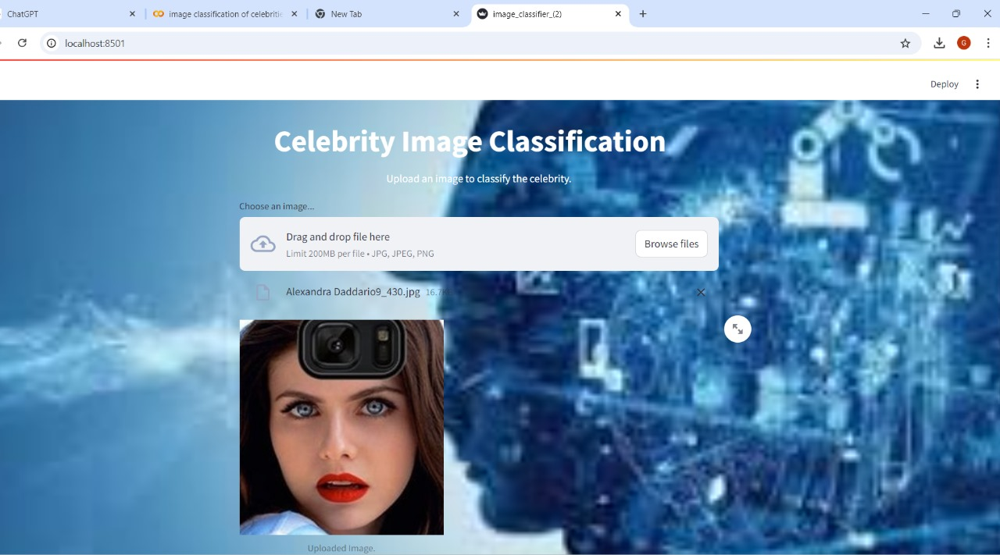 ChatGPT
image classification of celebritie
New Tab
image_classifier_(2)
localhost:8501
G
Deploy
Celebrity Image Classification
Upload an image to classify the celebrity.
Choose an image...
Drag and drop file here
Limit 200MB per file • JPG, JPEG, PNG
Browse files
Alexandra Daddario9_430.jpg 16.7
Uploaded Image.